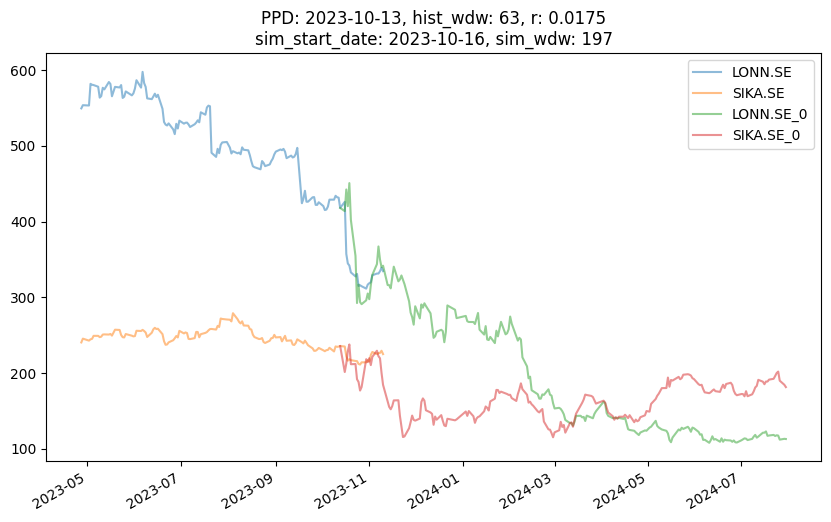 PPD: 2023-10-13, hist_wdw: 63, r: 0.0175
sim_start_date: 2023-10-16, sim_wdw: 197
600
500
400
300
200
100
LONN.SE
SIKA.SE
LONN.SE_0
SIKA.SE_0
2023-05
2023-07
2023-09
2023-11
2024-01
2024-03
2024-05
2024-07